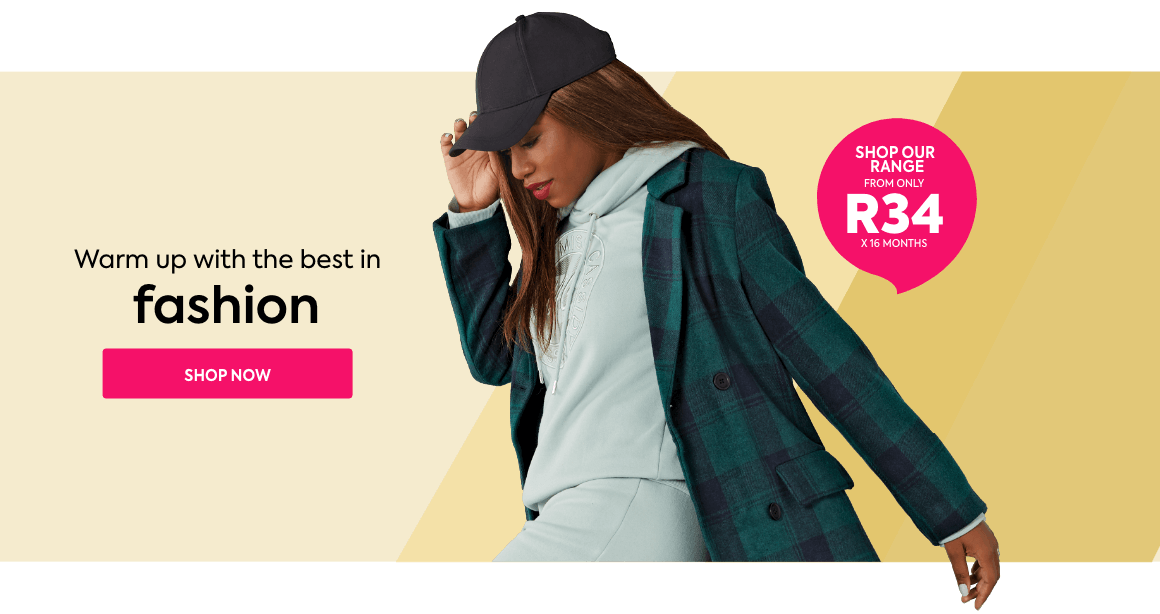 Warm up with the best in
fashion
SHOP NOW
SHOP OUR
RANGE
FROM ONLY
R34
X 16 MONTHS